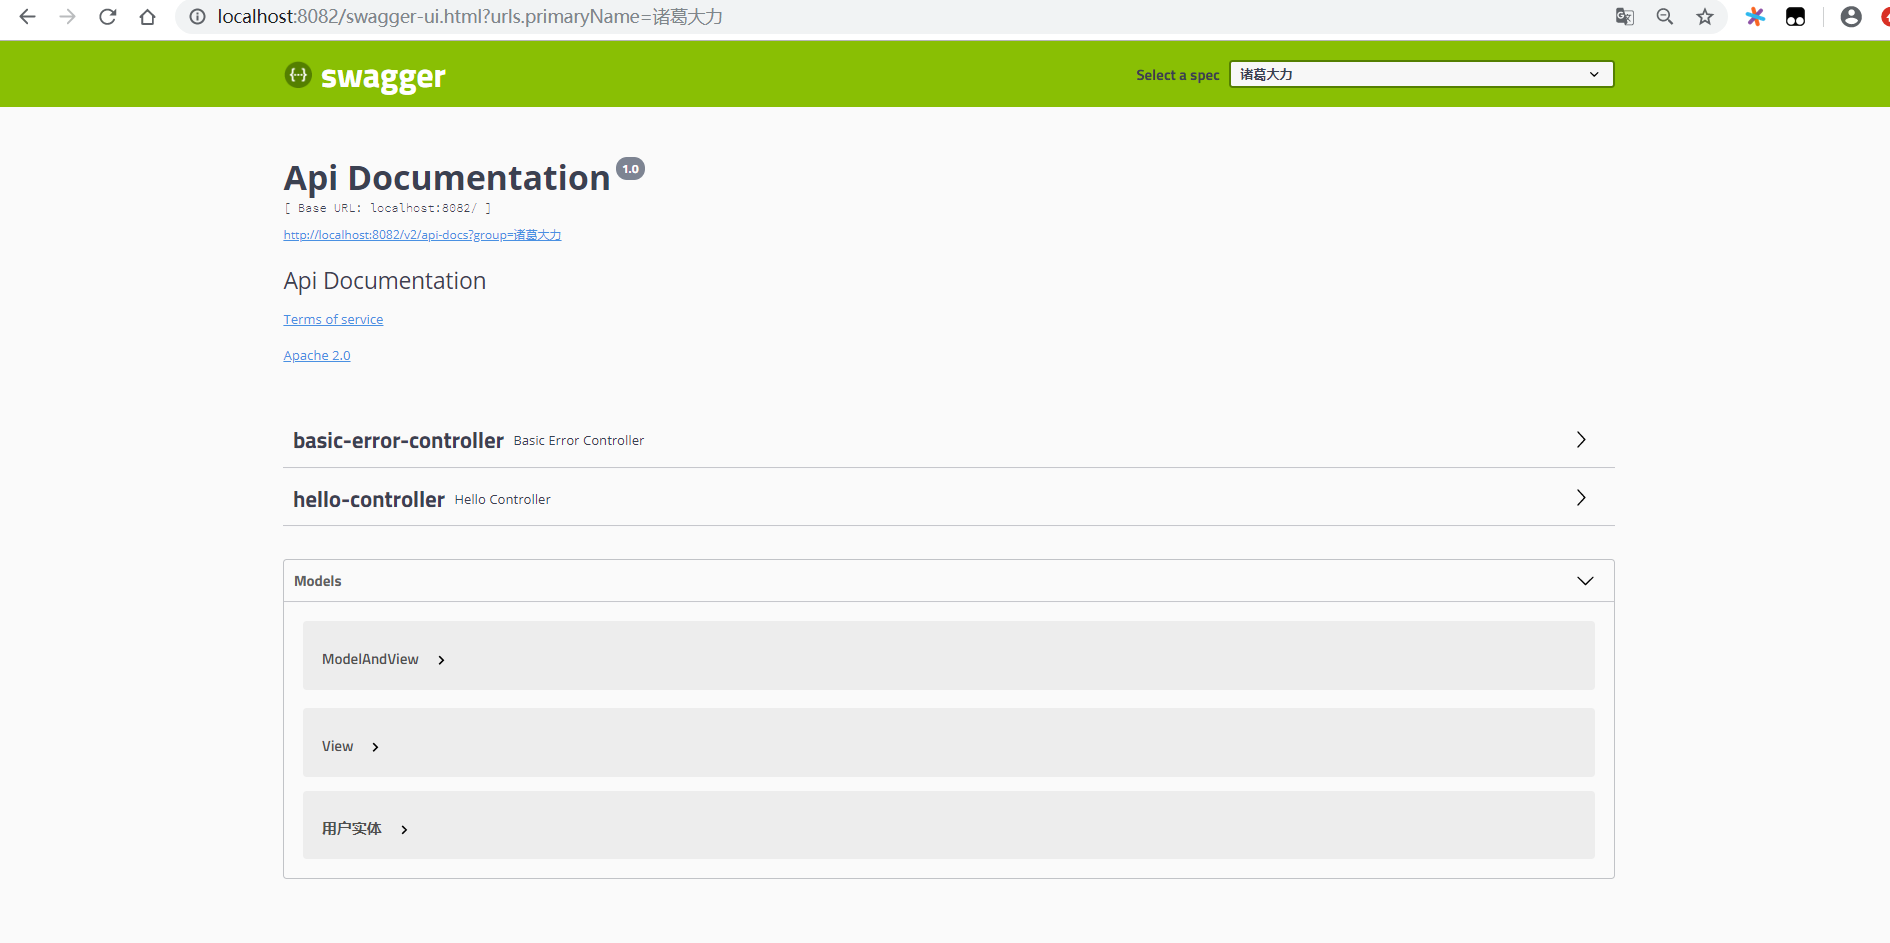 localhost:8082/swagger-ui.html?urls.primaryName=诸葛大力
{···} swagger
Select a spec 诸葛大力
Api Documentation 1.0
[ Base URL: localhost:8082/ ]
http://localhost:8082/v2/api-docs?group=诸葛大力
Api Documentation
Terms of service
Apache 2.0
basic-error-controller Basic Error Controller
hello-controller Hello Controller
Models
ModelAndView
View
用户实体